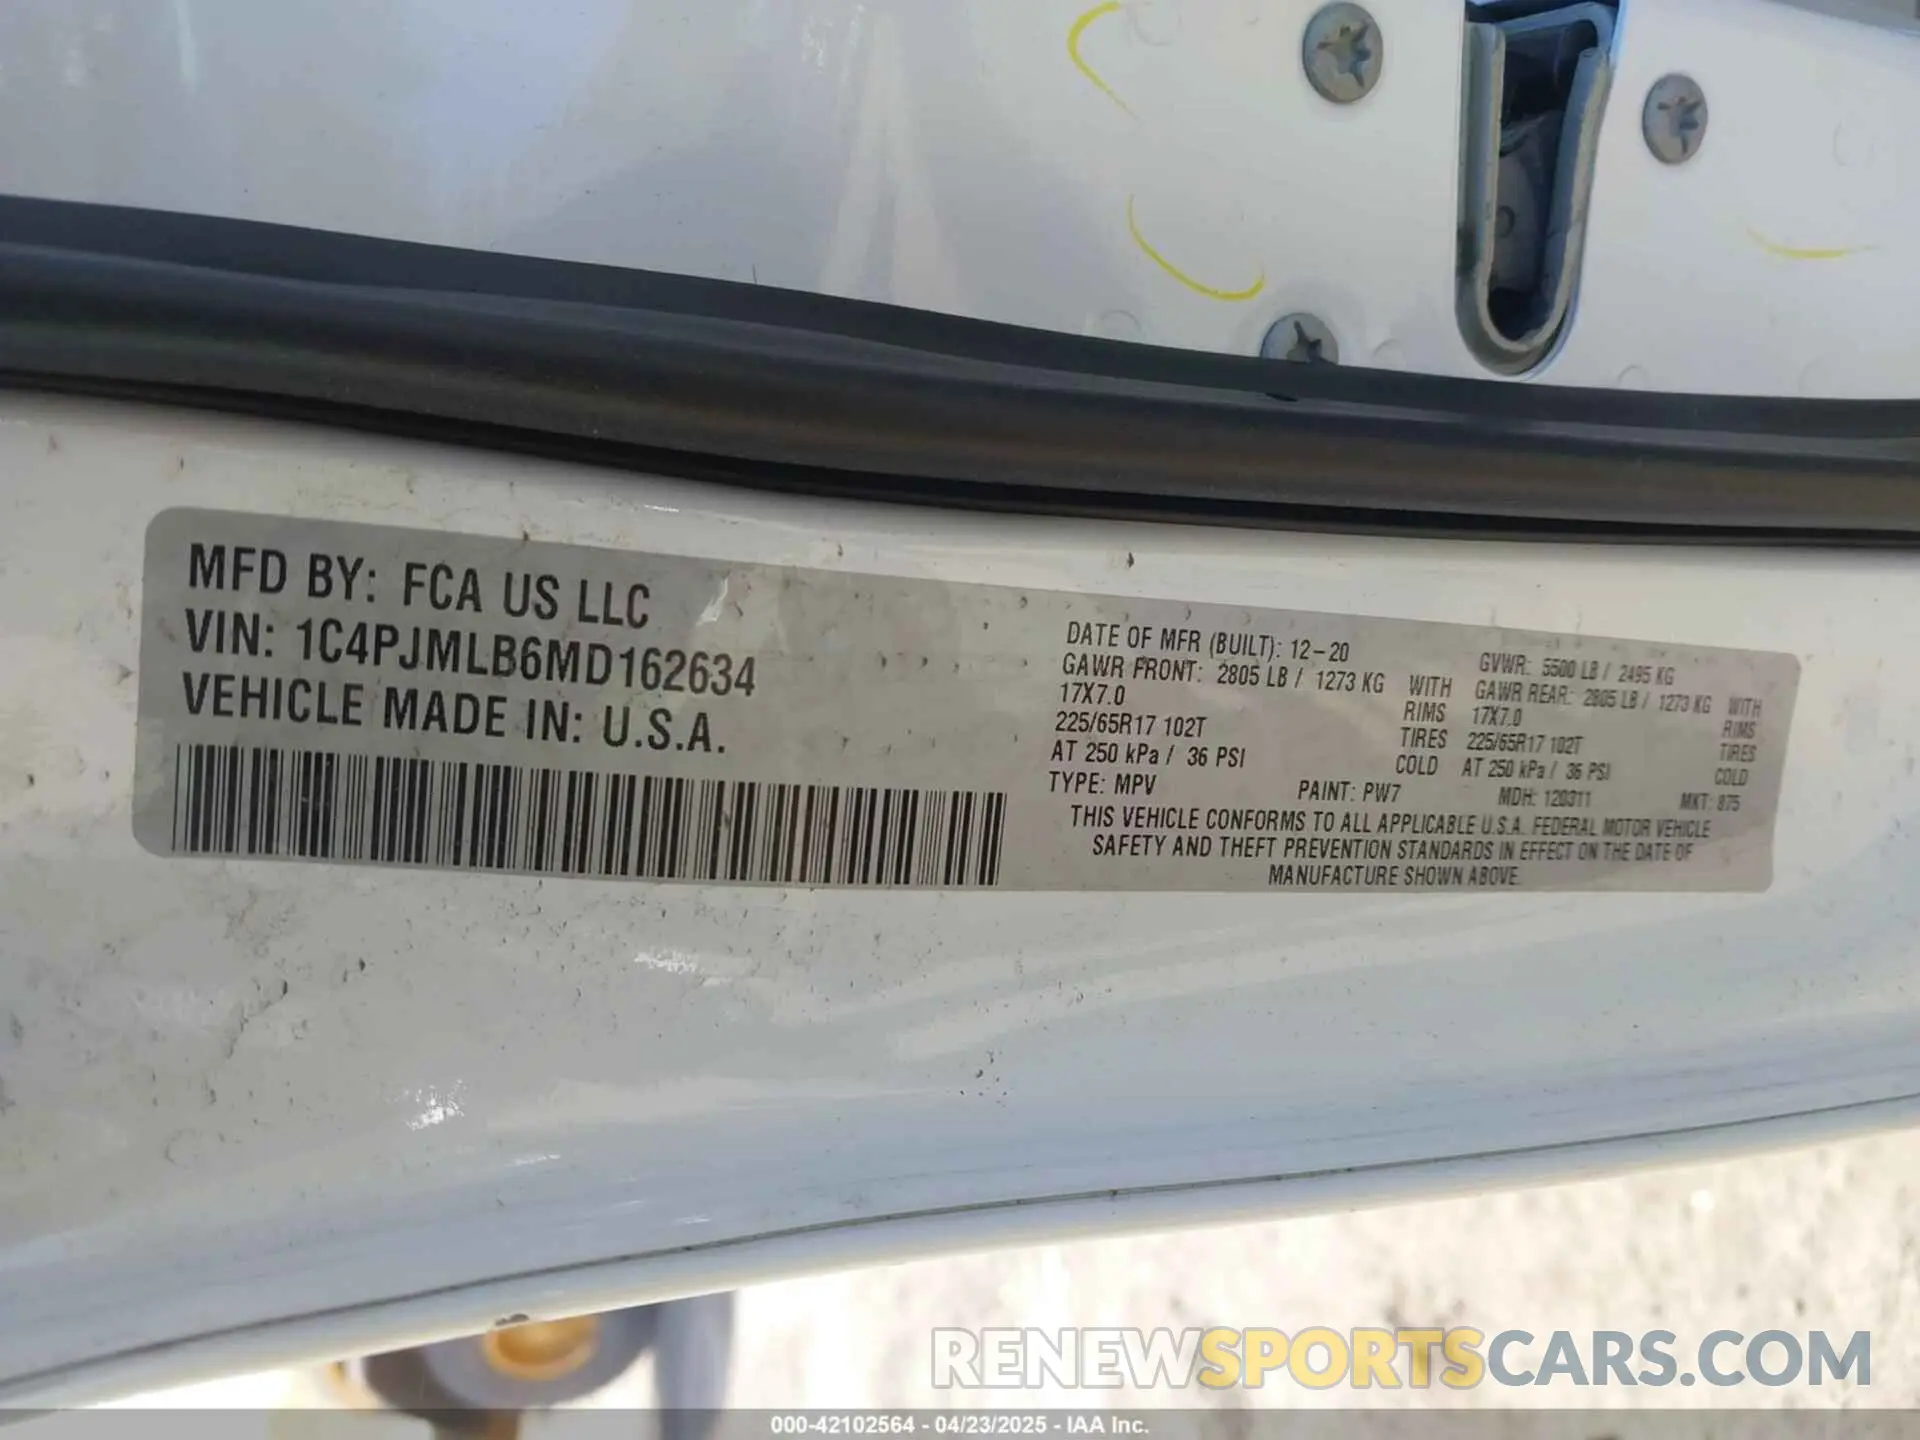 MFD BY: FCA US LLC
VIN: 1C4PJMLB6MD162634
VEHICLE MADE IN: U.S.A.
DATE OF MFR (BUILT): 12-20 GVWR: 5500 LB / 2495 KG
GAWR FRONT: 2805 LB / 1273 KG WITH GAWR REAR: 2805 LB / 1273 KG WITH
17X7.0 RIMS 17X7.0 RIMS
225/65R17 102T TIRES 225/65R17 102T TIRES
AT 250 kPa / 36 PSI COLD AT 250 kPa / 36 PSI COLD
TYPE: MPV PAINT: PW7 MDH: 120311 MKT: 875
THIS VEHICLE CONFORMS TO ALL APPLICABLE U.S.A. FEDERAL MOTOR VEHICLE
SAFETY AND THEFT PREVENTION STANDARDS IN EFFECT ON THE DATE OF
MANUFACTURE SHOWN ABOVE.
RENEWSPORTSCARS.COM
000-42102564 - 04/23/2025 - IAA Inc.